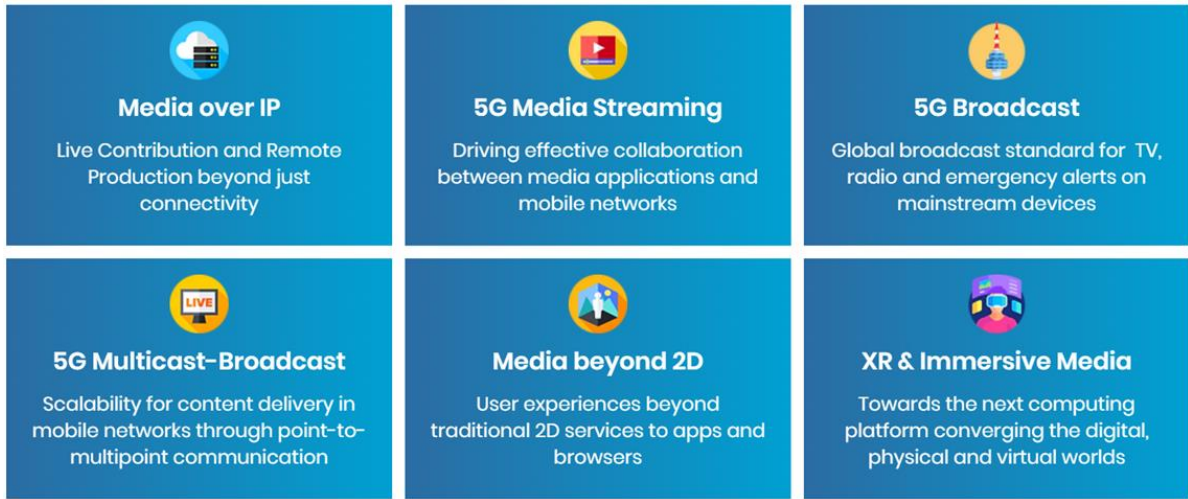 Media over IP
Live Contribution and Remote
Production beyond just
connectivity
5G Media Streaming
Driving effective collaboration
between media applications and
mobile networks
5G Broadcast
Global broadcast standard for TV,
radio and emergency alerts on
mainstream devices
LIVE
5G Multicast-Broadcast
Scalability for content delivery in
mobile networks through point-to-
multipoint communication
Media beyond 2D
User experiences beyond
traditional 2D services to apps and
browsers
XR & Immersive Media
Towards the next computing
platform converging the digital,
physical and virtual worlds